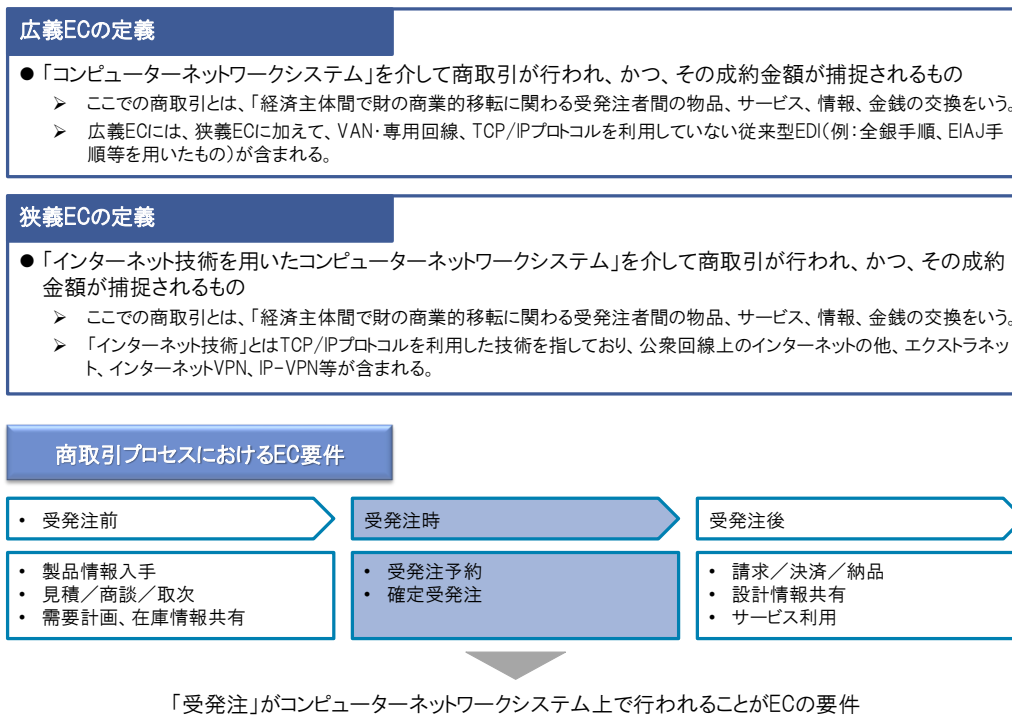 広義ECの定義
●「コンピューターネットワークシステム」を介して商取引が行われ、かつ、その成約金額が捕捉されるもの
➢ ここでの商取引とは、「経済主体間で財の商業的移転に関わる受発注者間の物品、サービス、情報、金銭の交換をいう。
➢ 広義ECには、狭義ECに加えて、VAN・専用回線、TCP/IPプロトコルを利用していない従来型EDI(例:全銀手順、EIAJ手
順等を用いたもの)が含まれる。
狭義ECの定義
●「インターネット技術を用いたコンピューターネットワークシステム」を介して商取引が行われ、かつ、その成約
金額が捕捉されるもの
➢ ここでの商取引とは、「経済主体間で財の商業的移転に関わる受発注者間の物品、サービス、情報、金銭の交換をいう。
➢ 「インターネット技術」とはTCP/IPプロトコルを利用した技術を指しており、公衆回線上のインターネットの他、エクストラネッ
ト、インターネットVPN、IP-VPN等が含まれる。
商取引プロセスにおけるEC要件
• 受発注前
受発注時
受発注後
• 製品情報入手
• 見積/商談/取次
• 需要計画、在庫情報共有
• 受発注予約
• 確定受発注
• 請求/決済/納品
• 設計情報共有
• サービス利用
「受発注」がコンピューターネットワークシステム上で行われることがECの要件